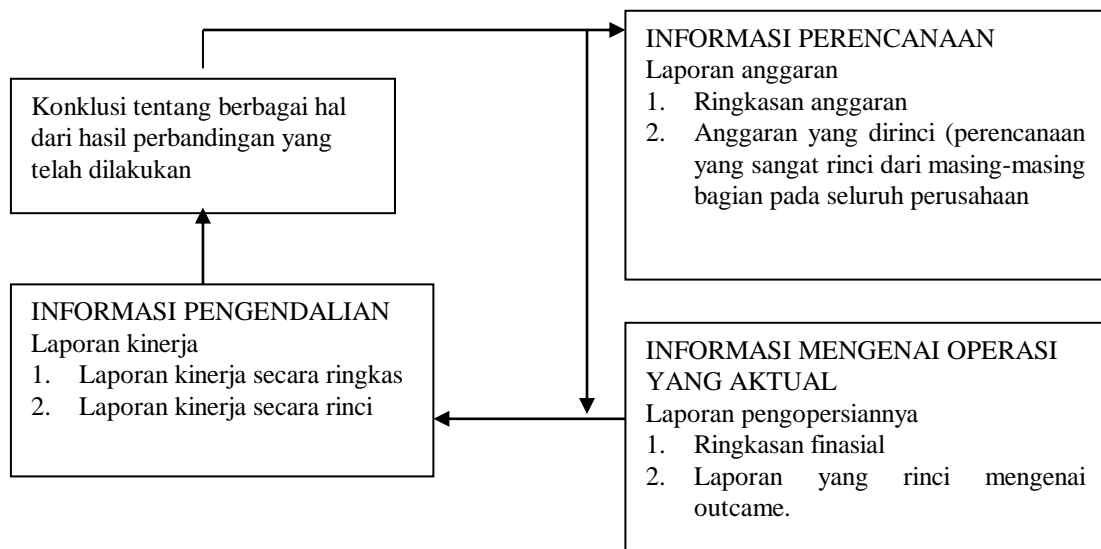 INFORMASI PERENCANAAN
Laporan anggaran
1. Ringkasan anggaran
2. Anggaran yang dirinci (perencanaan
yang sangat rinci dari masing-masing
bagian pada seluruh perusahaan
Konklusi tentang berbagai hal
dari hasil perbandingan yang
telah dilakukan
INFORMASI PENGENDALIAN
Laporan kinerja
1. Laporan kinerja secara ringkas
2. Laporan kinerja secara rinci
INFORMASI MENGENAI OPERASI
YANG AKTUAL
Laporan pengopersiannya
1. Ringkasan finasial
2. Laporan yang rinci mengenai
outcame.